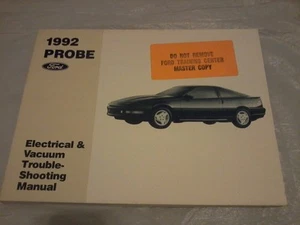 1992
PROBE
Ford
DO NOT REMOVE
FORD TRAINING CENTER
MASTER COPY
Electrical &
Vacuum
Trouble-
Shooting
Manual